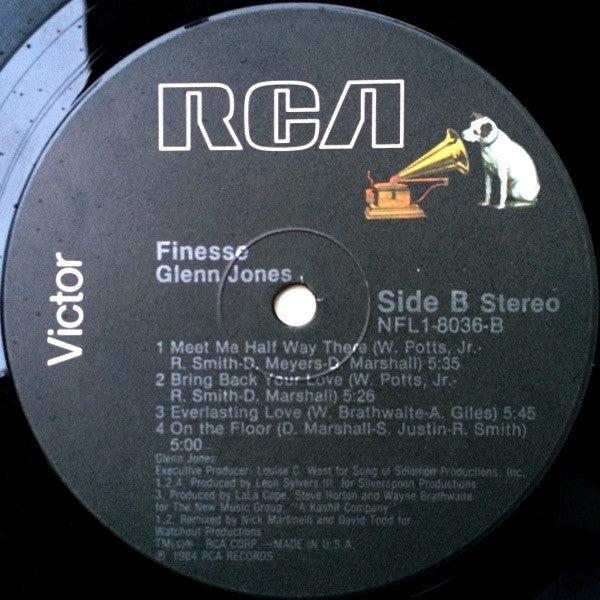 RCA
Victor
Finesse
Glenn Jones
Side B Stereo
NFL1-8036-B
1 Meet Me Half Way There (W. Potts, Jr.-
R. Smith-D. Meyers-D. Marshall) 5:35
2 Bring Back Your Love (W. Potts, Jr.-
R. Smith-D. Marshall) 5:26
3 Everlasting Love (W. Brathwaite-A. Giles) 5:45
4 On the Floor (D. Marshall-S. Justin-R. Smith)
5:00
Glenn Jones
Executive Producer: Louise C. West for Song of Solomon Productions, Inc.
1,2,4, Produced by Leon Sylvers III, for Silverspoon Productions
3, Produced by LaLa Cope, Steve Horton and Wayne Brathwaite
for The New Music Group, "A Kashif Company"
1,2, Remixed by Nick Martinelli and David Todd for
Watchout Productions
TM(s)® RCA CORP.—MADE IN U.S.A.
℗ 1984 RCA RECORDS